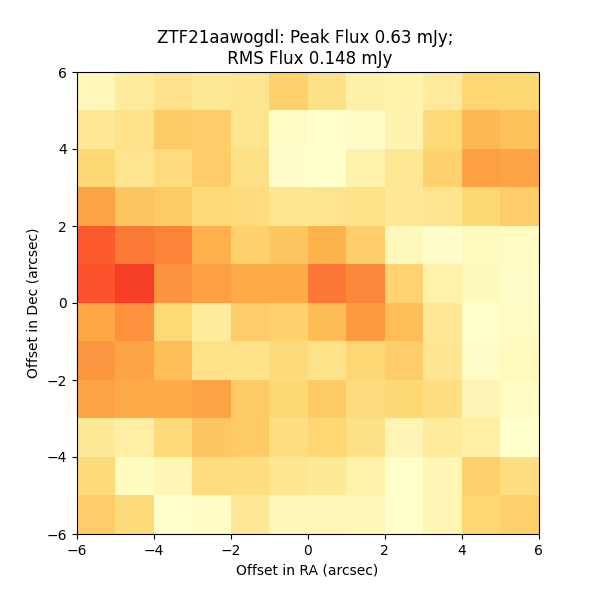 ZTF21aawogdl: Peak Flux 0.63 mJy;
RMS Flux 0.148 mJy
6
4
2
0
−2
−4
−6
Offset in Dec (arcsec)
−6 −4 −2 0 2 4 6
Offset in RA (arcsec)